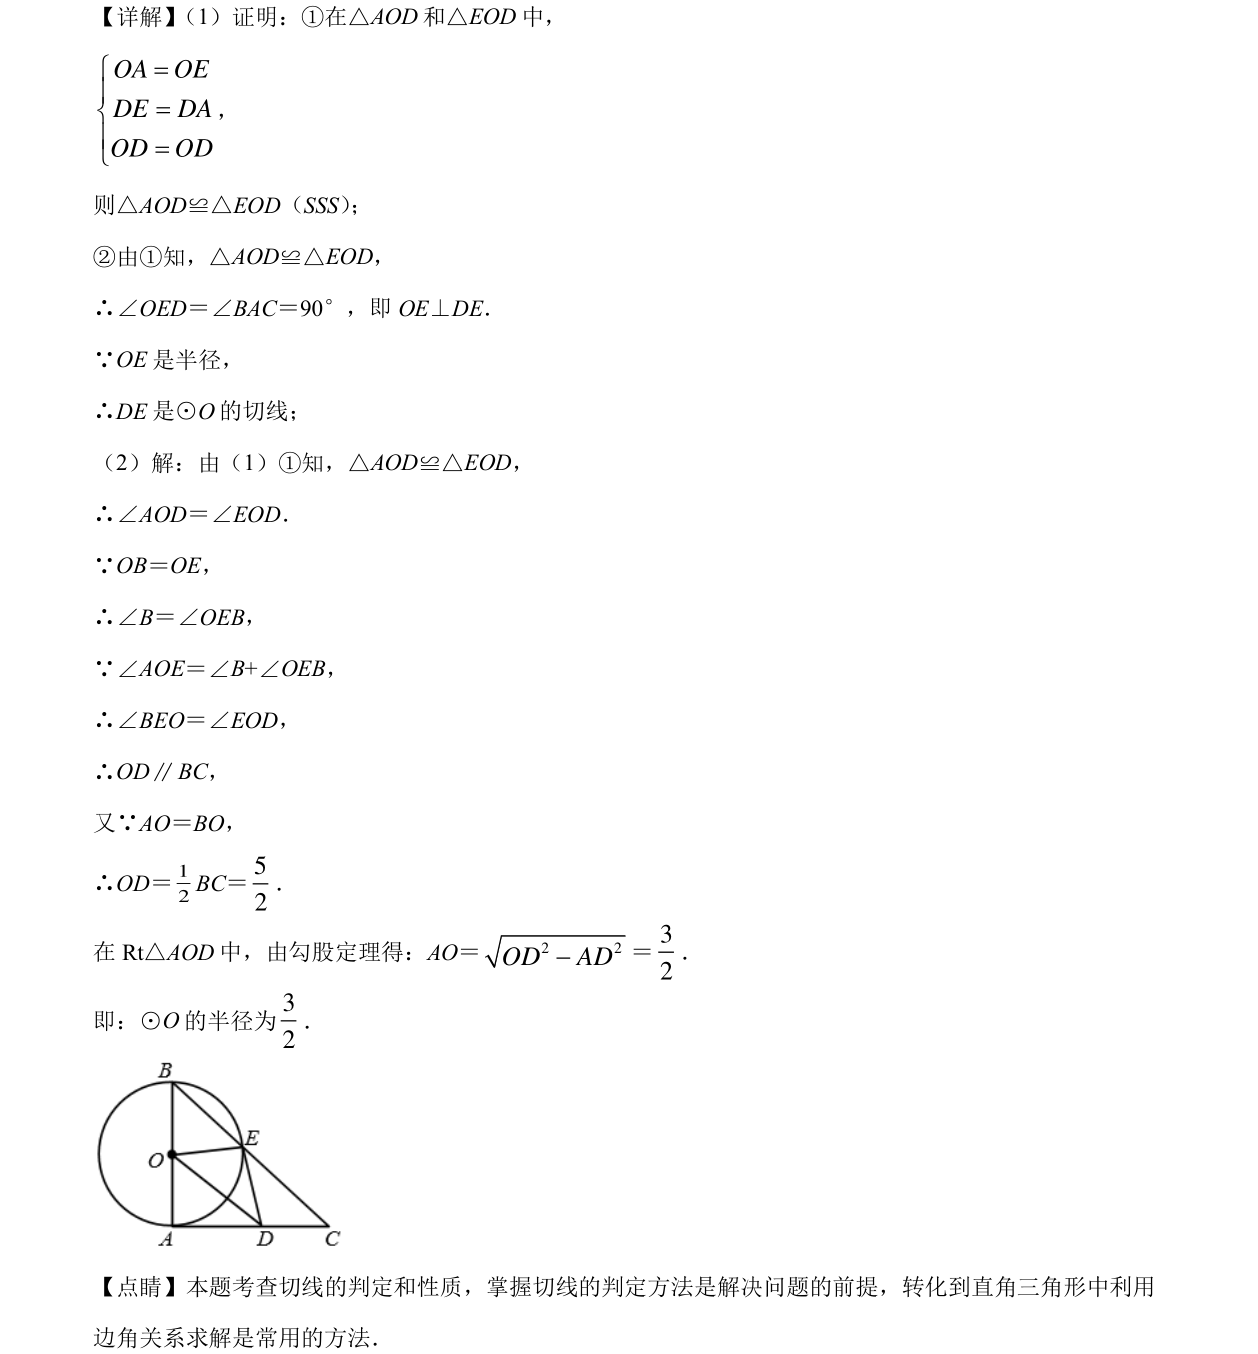 【详解】（1）证明：①在△AOD和△EOD中，
OA = OE
DE = DA，
OD = OD
则△AOD≌△EOD（SSS）；
②由①知，△AOD≌△EOD，
∴∠OED＝∠BAC＝90°，即OE⊥DE．
∵OE是半径，
∴DE是⊙O的切线；
（2）解：由（1）①知，△AOD≌△EOD，
∴∠AOD＝∠EOD．
∵OB＝OE，
∴∠B＝∠OEB，
∵∠AOE＝∠B+∠OEB，
∴∠BEO＝∠EOD，
∴OD∥BC，
又∵AO＝BO，
∴OD＝1/2 BC＝5/2．
在Rt△AOD中，由勾股定理得：AO＝√(OD²－AD²)＝3/2．
即：⊙O的半径为3/2．
B
E
O
A D C
【点睛】本题考查切线的判定和性质，掌握切线的判定方法是解决问题的前提，转化到直角三角形中利用
边角关系求解是常用的方法．